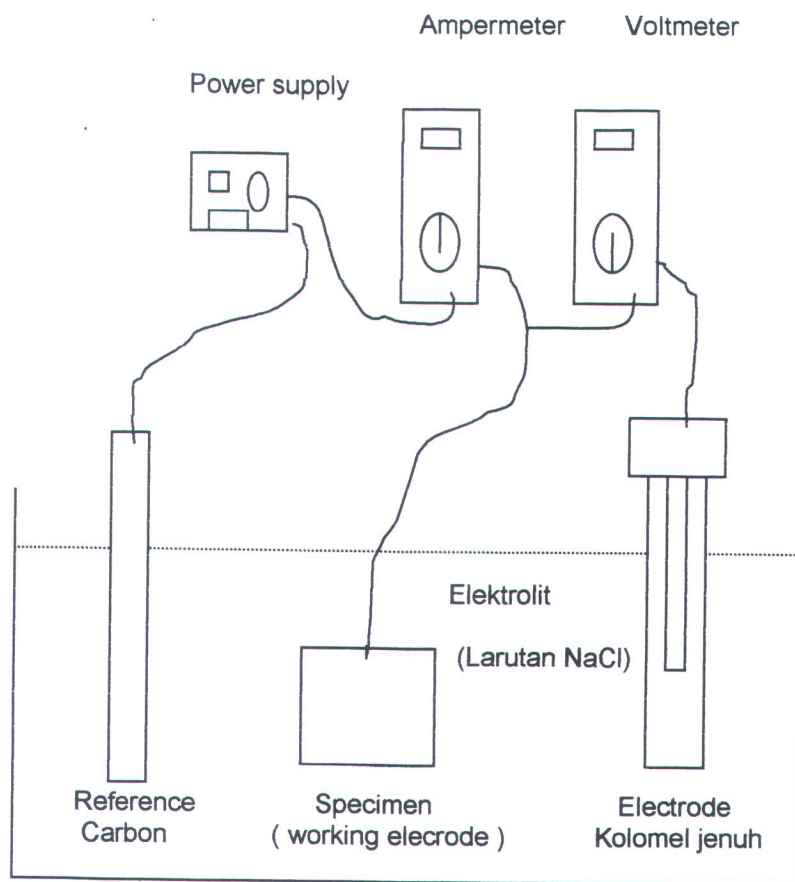 Ampermeter
Voltmeter
Power supply
Elektrolit
(Larutan NaCl)
Reference
Carbon
Specimen
( working elecrode )
Electrode
Kolomel jenuh